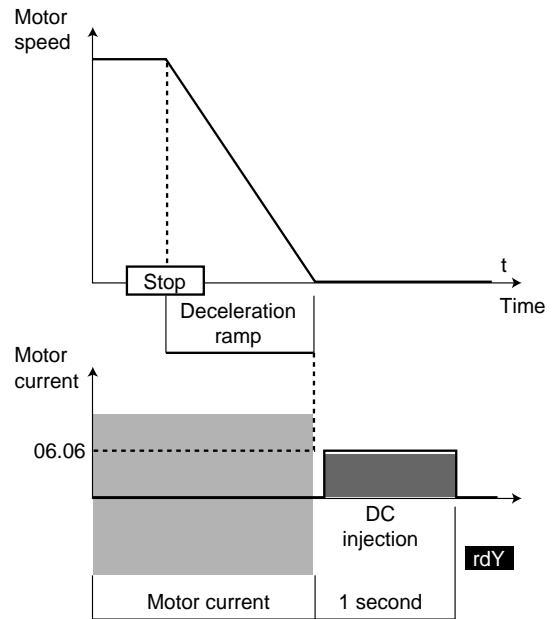 Motor
speed
t
Stop
Time
Deceleration
ramp
Motor
current
06.06
DC
injection
rdY
Motor current
1 second